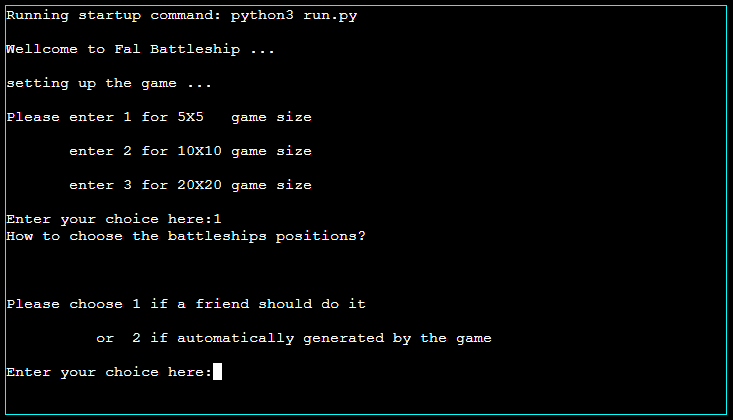 Running startup command: python3 run.py
Wellcome to Fal Battleship ...
setting up the game ...
Please enter 1 for 5X5   game size
enter 2 for 10X10 game size
enter 3 for 20X20 game size
Enter your choice here:1
How to choose the battleships positions?
Please choose 1 if a friend should do it
or  2 if automatically generated by the game
Enter your choice here: